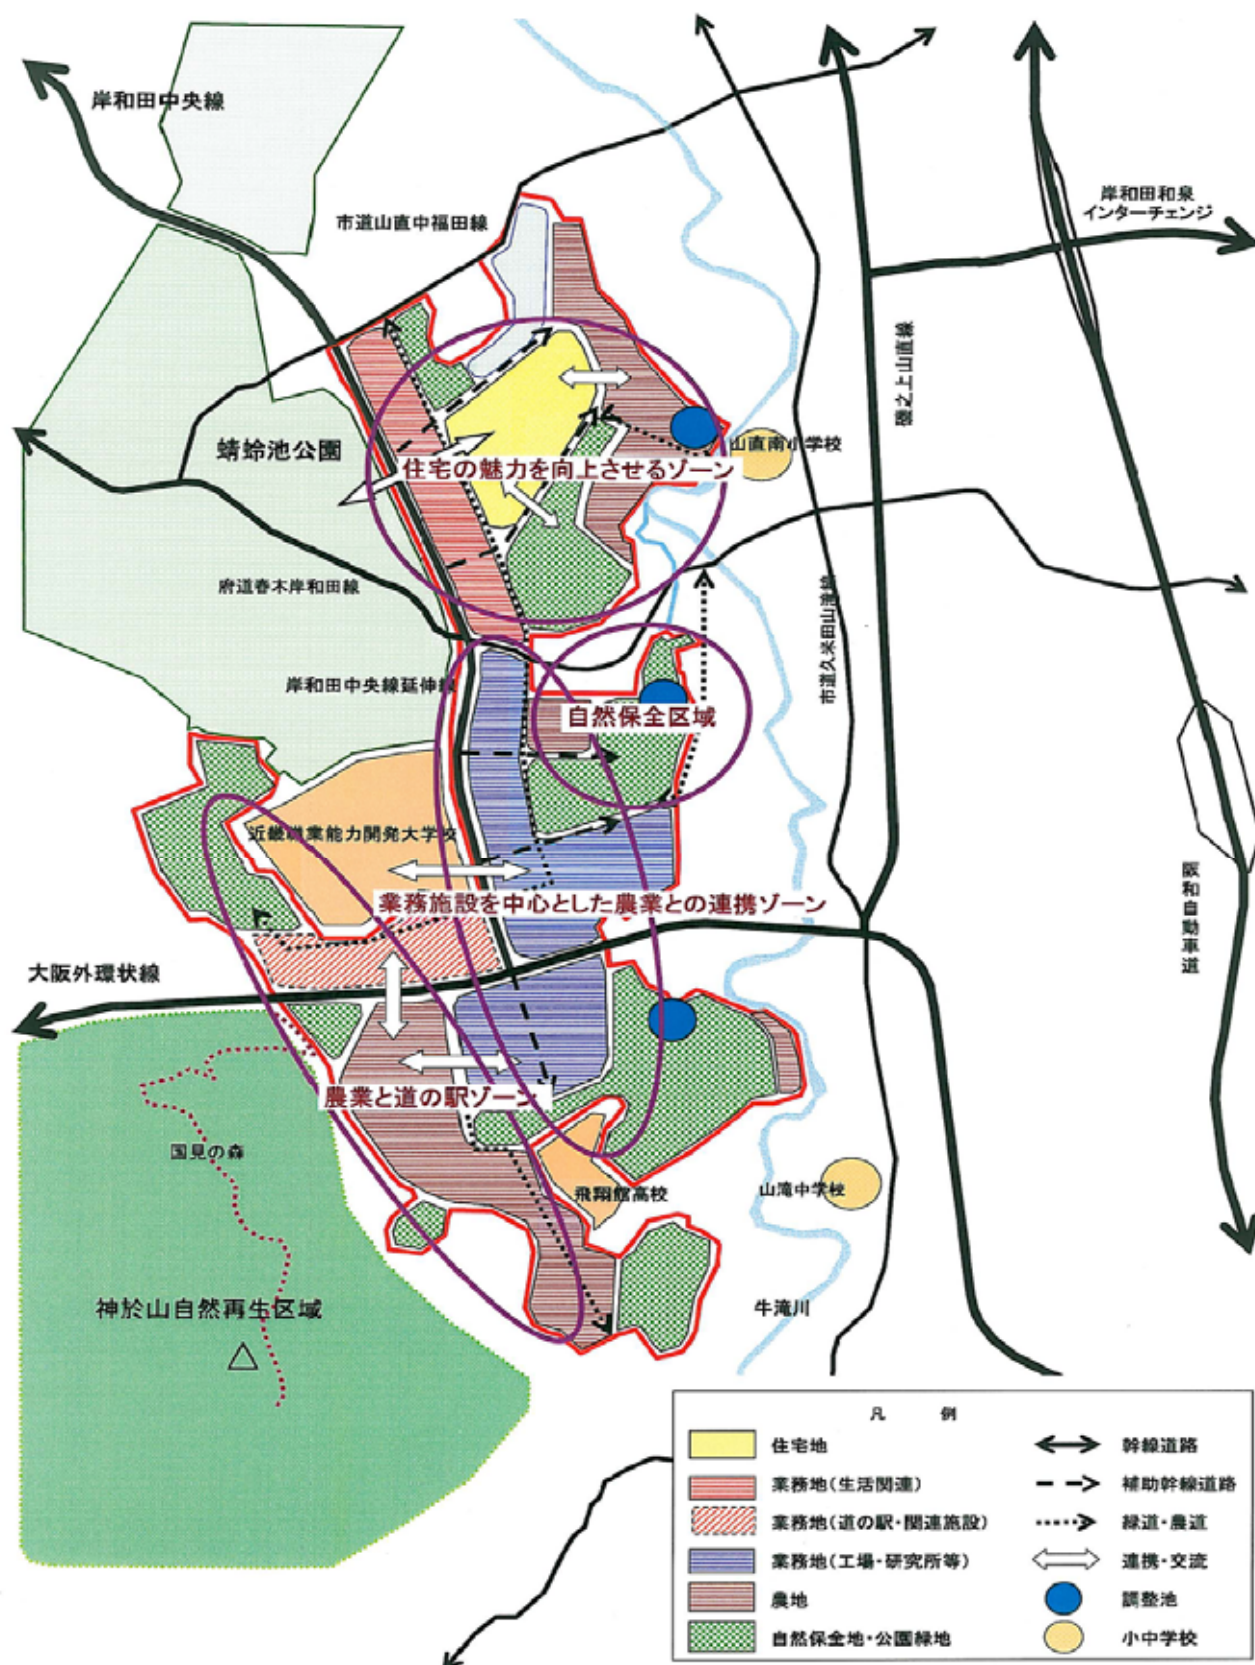 岸和田中央線
岸和田和泉
インターチェンジ
市道山直中福田線
磯之上山直線
蜻蛉池公園
山直南小学校
住宅の魅力を向上させるゾーン
府道春木岸和田線
市道久米田山滝線
岸和田中央線延伸線
自然保全区域
近畿職業能力開発大学校
業務施設を中心とした農業との連携ゾーン
阪和自動車道
大阪外環状線
農業と道の駅ゾーン
国見の森
飛翔館高校
山滝中学校
神於山自然再生区域
牛滝川
凡 例
住宅地
幹線道路
業務地(生活関連)
補助幹線道路
業務地(道の駅・関連施設)
緑道・農道
業務地(工場・研究所等)
連携・交流
農地
調整池
自然保全地・公園緑地
小中学校